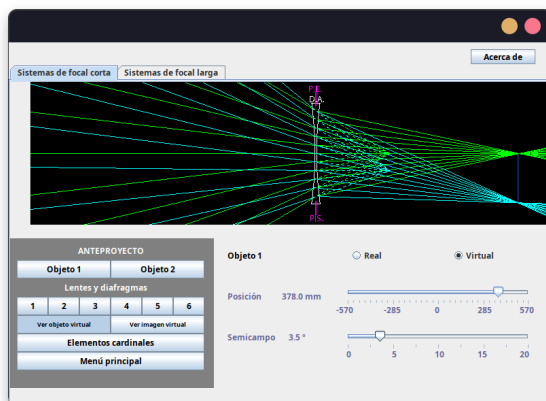 Acerca de
Sistemas de focal corta Sistemas de focal larga
P.E.
D.A.
P.S.
ANTEPROYECTO
Objeto 1 Objeto 2
Lentes y diafragmas
1 2 3 4 5 6
Ver objeto virtual Ver imagen virtual
Elementos cardinales
Menú principal
Objeto 1 Real Virtual
Posición 378.0 mm
-570 -285 0 285 570
Semicampo 3.5 °
0 5 10 15 20